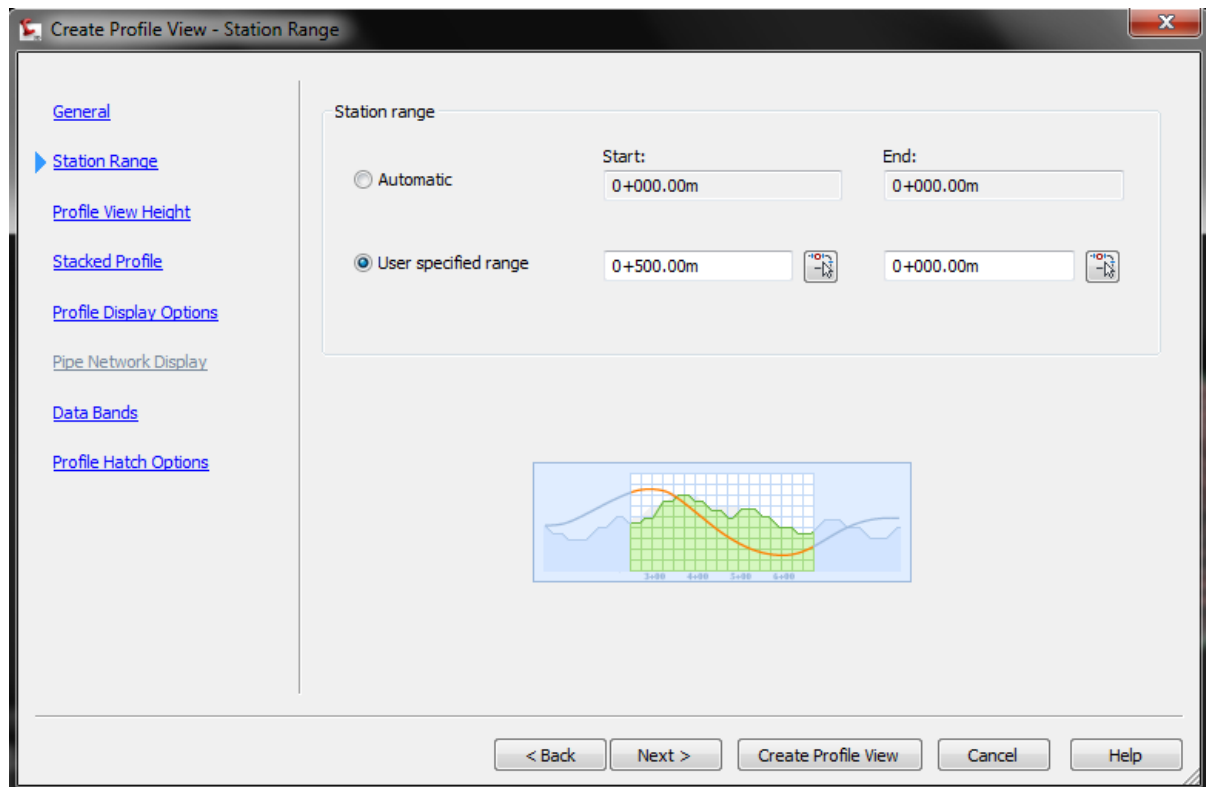 Create Profile View - Station Range
General
Station Range
Profile View Height
Stacked Profile
Profile Display Options
Pipe Network Display
Data Bands
Profile Hatch Options
Station range
Start:
End:
Automatic
0+000.00m
0+000.00m
User specified range
0+500.00m
0+000.00m
3+00 4+00 5+00 6+00
< Back
Next >
Create Profile View
Cancel
Help